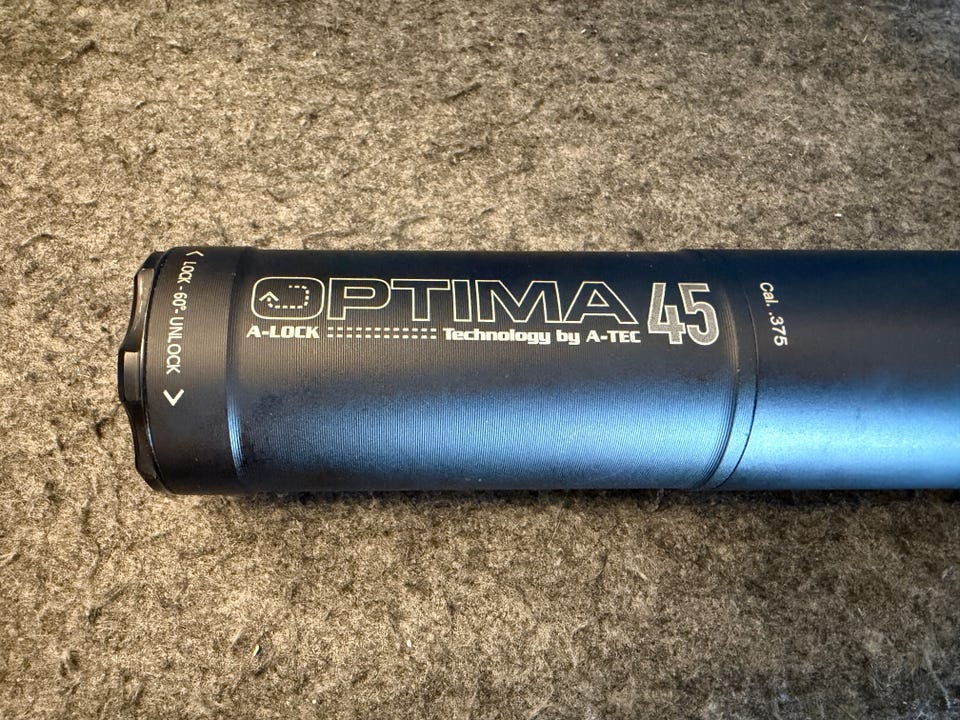 < LOCK - 60° - UNLOCK >
OPTIMA 45
A-LOCK Technology by A-TEC
Cal. .375